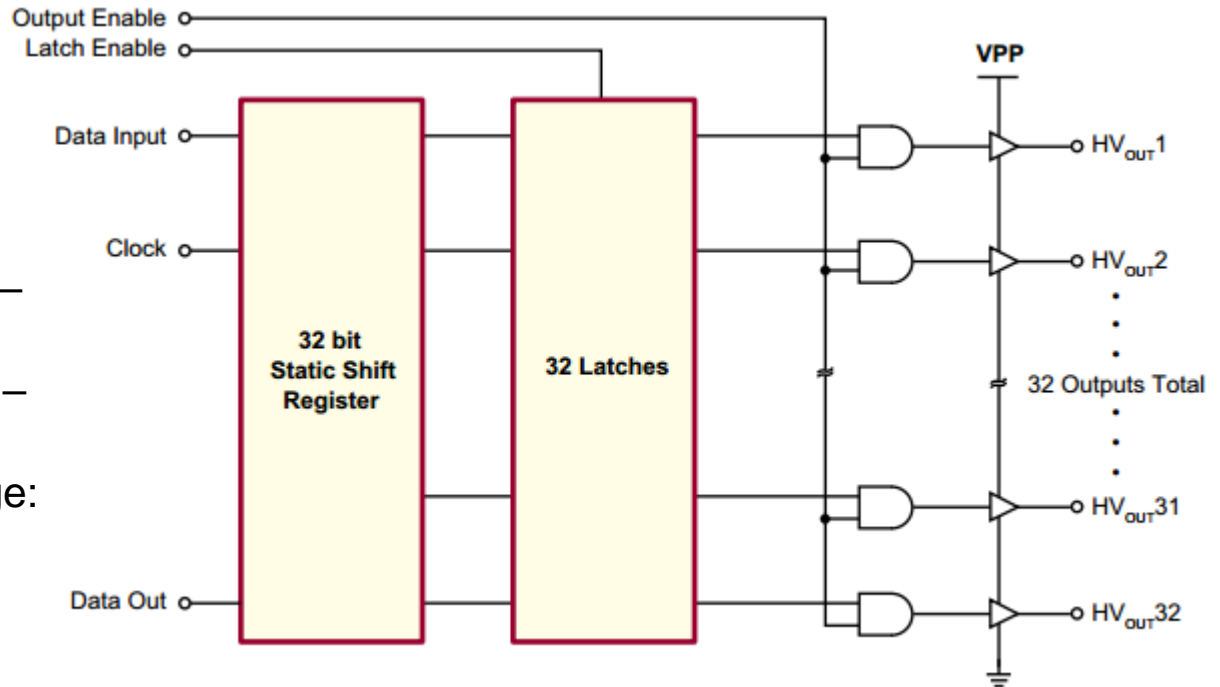 Output Enable
Latch Enable
VPP
Data Input
HVOUT1
Clock
HVOUT2
–
32 bit
Static Shift
Register
32 Latches
32 Outputs Total
–
ge:
HVOUT31
Data Out
HVOUT32